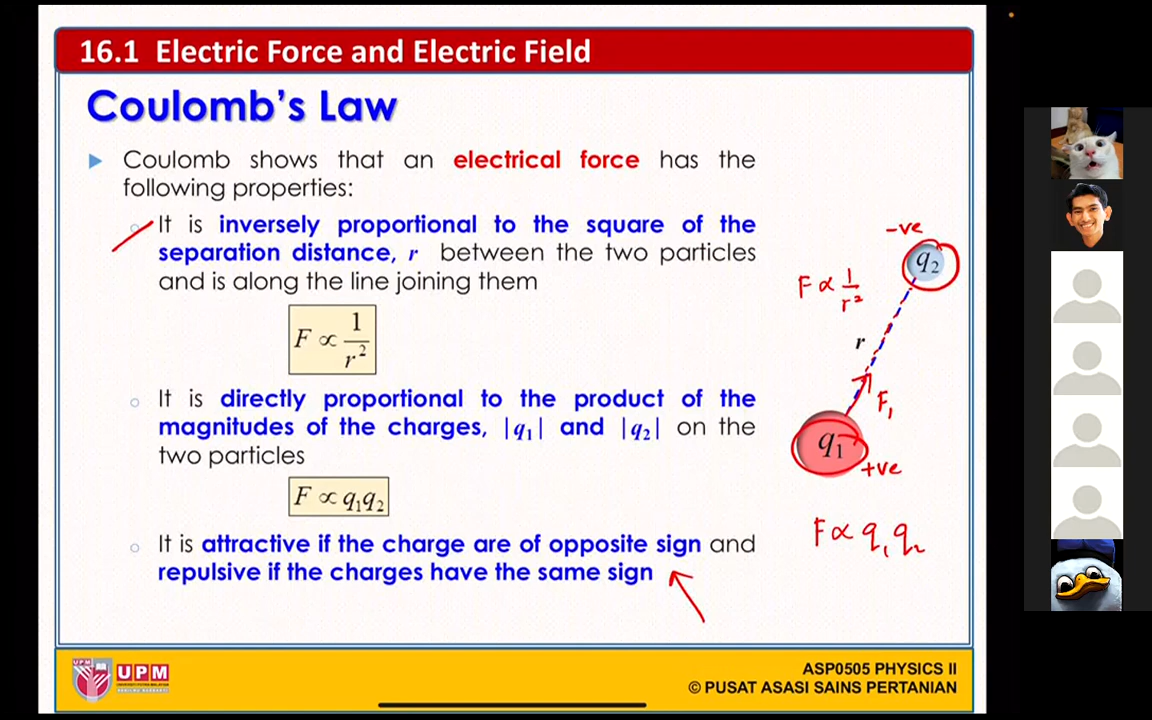 16.1 Electric Force and Electric Field
Coulomb's Law
Coulomb shows that an electrical force has the
following properties:
It is inversely proportional to the square of the
separation distance, r between the two particles
and is along the line joining them
F ∝ 1/r²
It is directly proportional to the product of the
magnitudes of the charges, |q₁| and |q₂| on the
two particles
F ∝ q₁q₂
It is attractive if the charge are of opposite sign and
repulsive if the charges have the same sign
-ve
q₂
F ∝ 1/r²
r
F₁
q₁
+ve
F ∝ q₁q₂
UPM
UPM
ASP0505 PHYSICS II
© PUSAT ASASI SAINS PERTANIAN